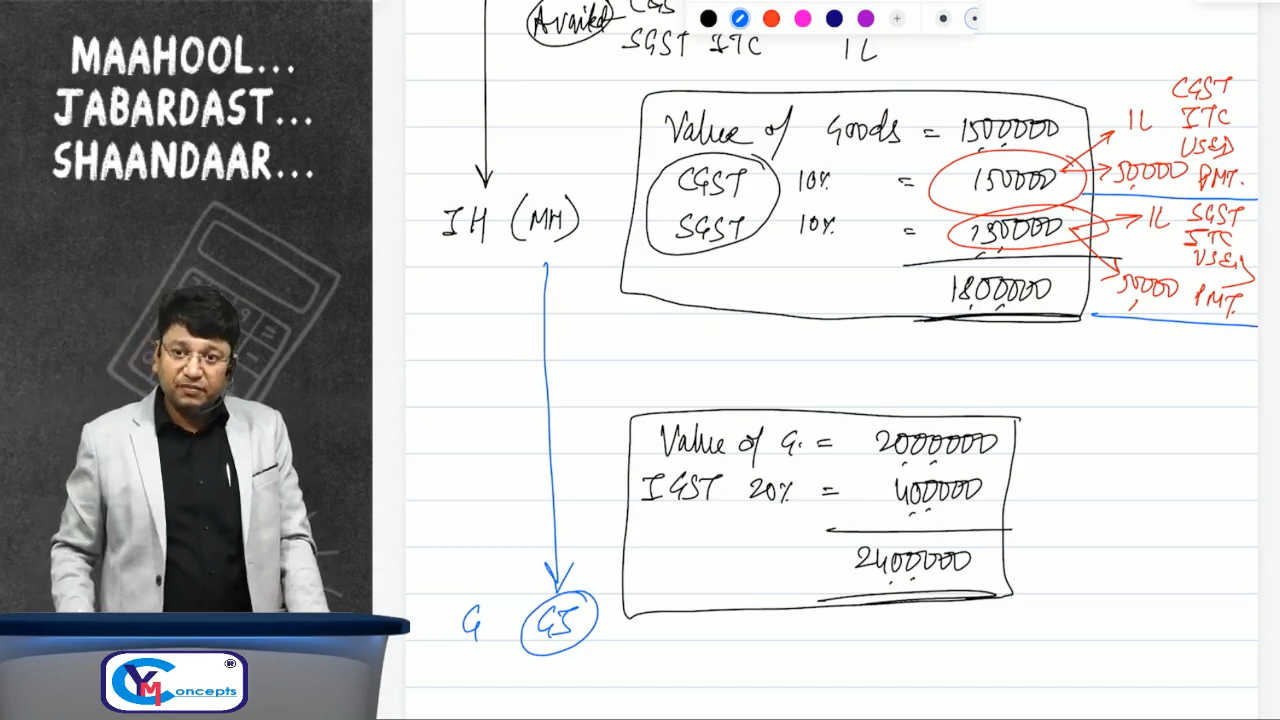 MAAHOOL...
JABARDAST...
SHAANDAAR...
Availed
SGST ITC 1L
Value of Goods = 1500000
CGST 10% = 150000
SGST 10% = 150000
1800000
1L CGST ITC USED
50000 PMT.
1L SGST ITC USED
50000 PMT.
IH (MH)
Value of G. = 2000000
IGST 20% = 400000
2400000
G GJ
YM Concepts ®